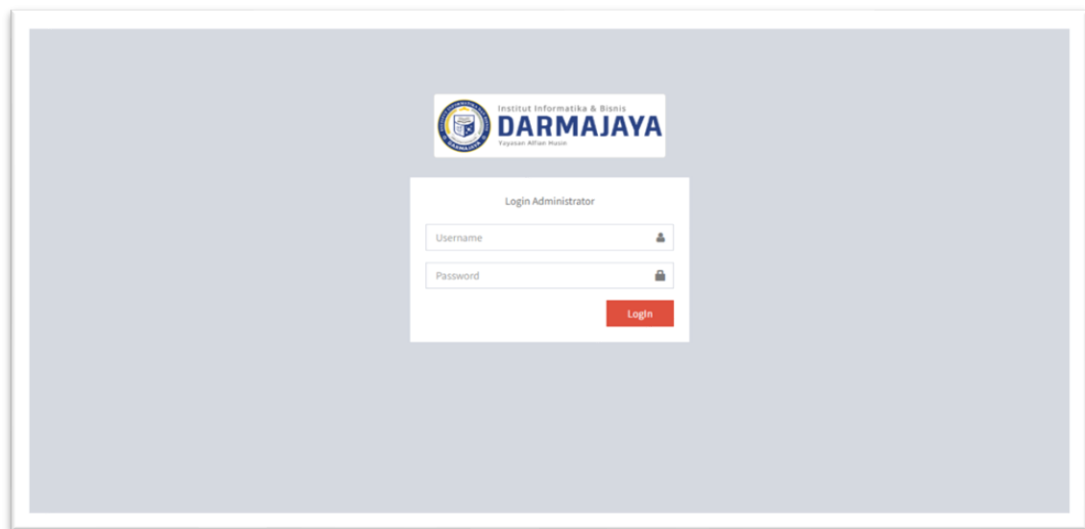 Institut Informatika & Bisnis
DARMAJAYA
Yayasan Alfian Husin
Login Administrator
Username
Password
LogIn